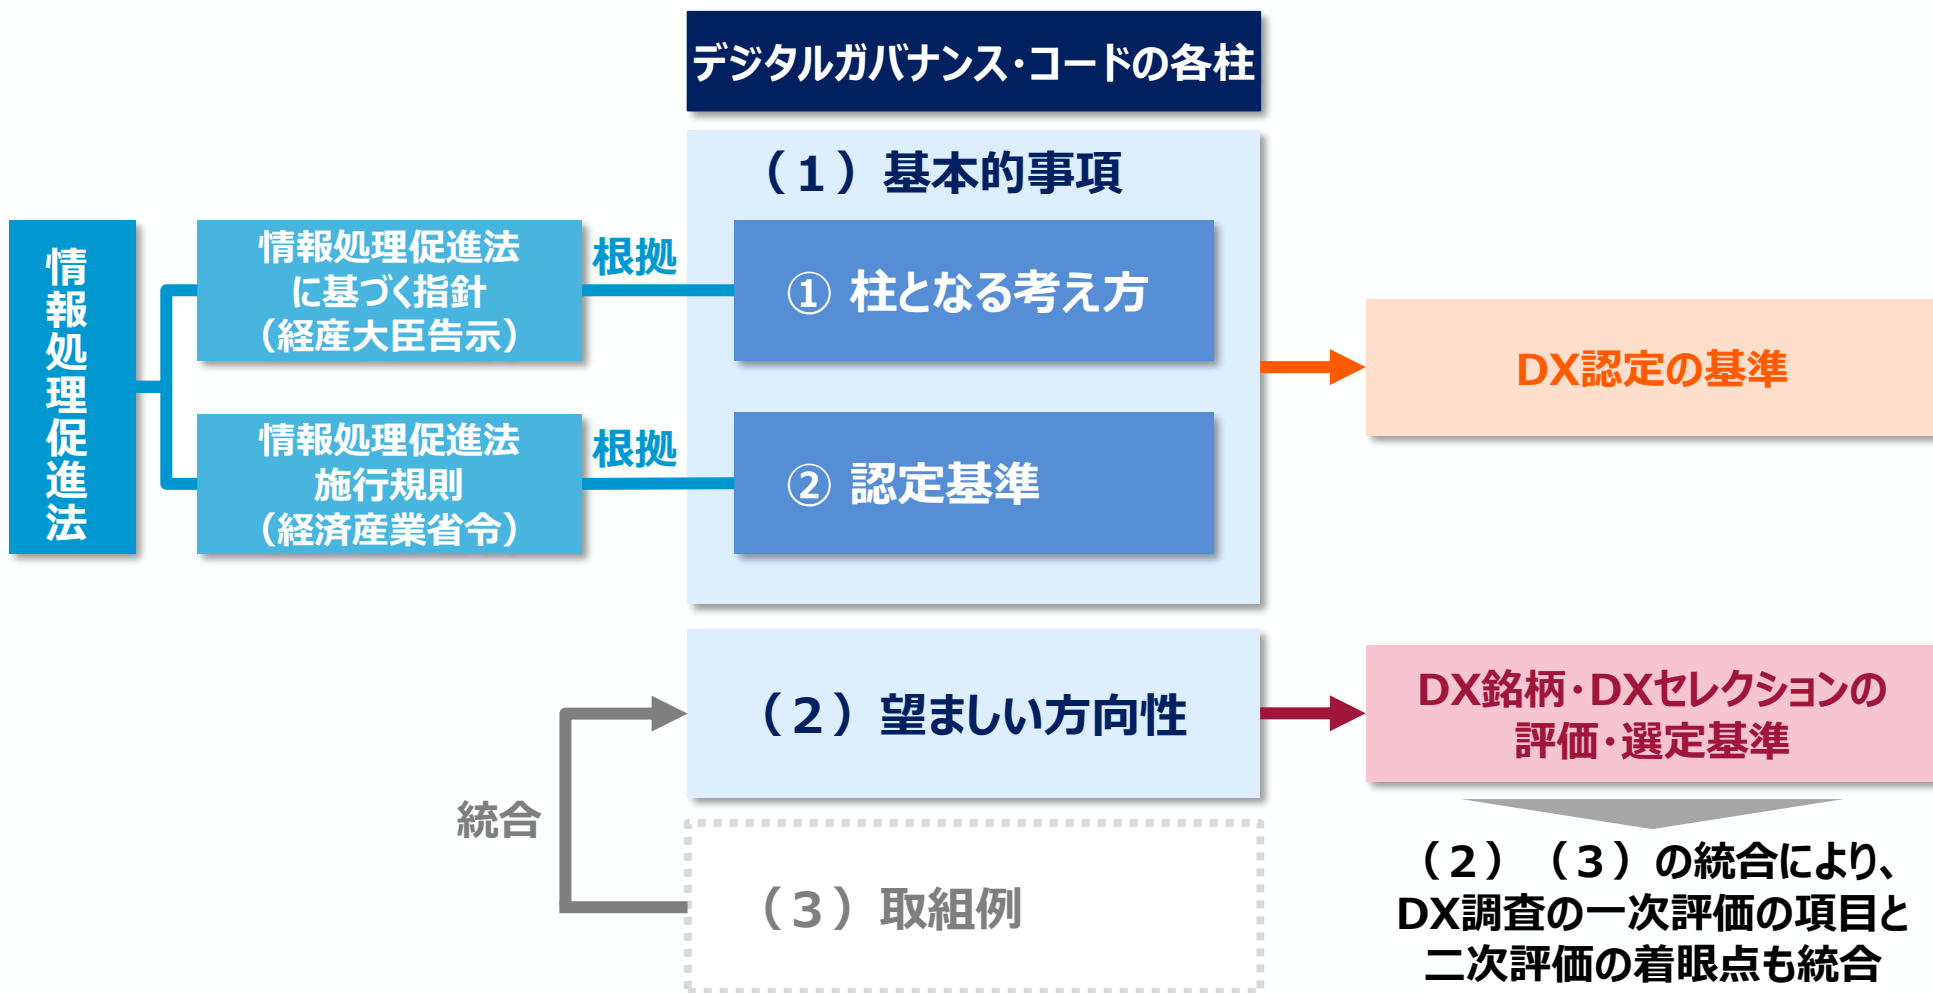 デジタルガバナンス・コードの各柱
（１）基本的事項
情報処理促進法
情報処理促進法
に基づく指針
（経産大臣告示）
根拠
① 柱となる考え方
DX認定の基準
情報処理促進法
施行規則
（経済産業省令）
根拠
② 認定基準
（２）望ましい方向性
DX銘柄・DXセレクションの
評価・選定基準
統合
（３）取組例
（２）（３）の統合により、
DX調査の一次評価の項目と
二次評価の着眼点も統合